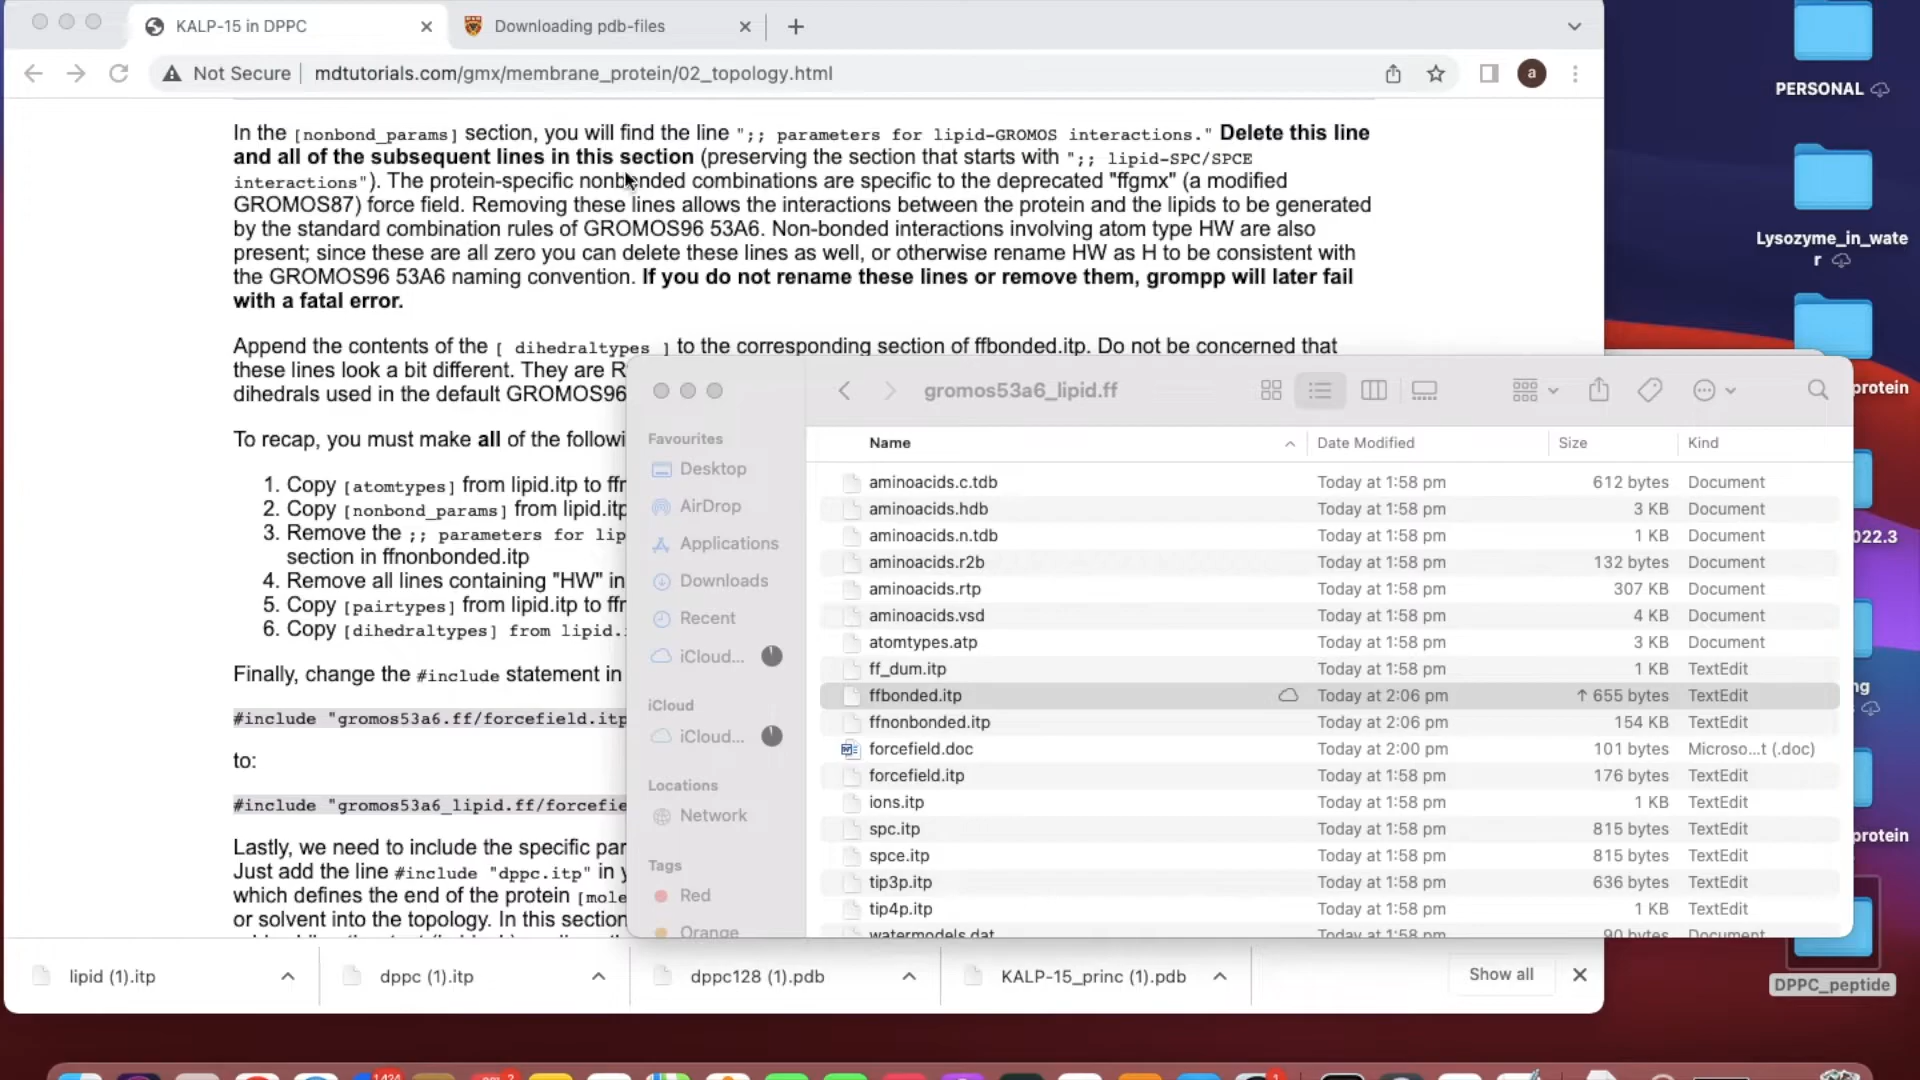 KALP-15 in DPPC
Downloading pdb-files
Not Secure
mdtutorials.com/gmx/membrane_protein/02_topology.html
a
In the [nonbond_params] section, you will find the line ";; parameters for lipid-GROMOS interactions." Delete this line
and all of the subsequent lines in this section (preserving the section that starts with ";; lipid-SPC/SPCE
interactions"). The protein-specific nonbonded combinations are specific to the deprecated "ffgmx" (a modified
GROMOS87) force field. Removing these lines allows the interactions between the protein and the lipids to be generated
by the standard combination rules of GROMOS96 53A6. Non-bonded interactions involving atom type HW are also
present; since these are all zero you can delete these lines as well, or otherwise rename HW as H to be consistent with
the GROMOS96 53A6 naming convention. If you do not rename these lines or remove them, grompp will later fail
with a fatal error.
Append the contents of the [ dihedraltypes ] to the corresponding section of ffbonded.itp. Do not be concerned that
these lines look a bit different. They are R
dihedrals used in the default GROMOS96
To recap, you must make all of the followi
1. Copy [atomtypes] from lipid.itp to ffr
2. Copy [nonbond_params] from lipid.itp
3. Remove the ;; parameters for lip
section in ffnonbonded.itp
4. Remove all lines containing "HW" in
5. Copy [pairtypes] from lipid.itp to ffr
6. Copy [dihedraltypes] from lipid.
Finally, change the #include statement in
#include "gromos53a6.ff/forcefield.itp
to:
#include "gromos53a6_lipid.ff/forcefie
Lastly, we need to include the specific par
Just add the line #include "dppc.itp" in y
which defines the end of the protein [mole
or solvent into the topology. In this section
gromos53a6_lipid.ff
Favourites
Desktop
AirDrop
Applications
Downloads
Recent
iCloud...
iCloud
iCloud...
Locations
Network
Tags
Red
Orange
Name Date Modified Size Kind
aminoacids.c.tdb Today at 1:58 pm 612 bytes Document
aminoacids.hdb Today at 1:58 pm 3 KB Document
aminoacids.n.tdb Today at 1:58 pm 1 KB Document
aminoacids.r2b Today at 1:58 pm 132 bytes Document
aminoacids.rtp Today at 1:58 pm 307 KB Document
aminoacids.vsd Today at 1:58 pm 4 KB Document
atomtypes.atp Today at 1:58 pm 3 KB Document
ff_dum.itp Today at 1:58 pm 1 KB TextEdit
ffbonded.itp Today at 2:06 pm ↑ 655 bytes TextEdit
ffnonbonded.itp Today at 2:06 pm 154 KB TextEdit
forcefield.doc Today at 2:00 pm 101 bytes Microso...t (.doc)
forcefield.itp Today at 1:58 pm 176 bytes TextEdit
ions.itp Today at 1:58 pm 1 KB TextEdit
spc.itp Today at 1:58 pm 815 bytes TextEdit
spce.itp Today at 1:58 pm 815 bytes TextEdit
tip3p.itp Today at 1:58 pm 636 bytes TextEdit
tip4p.itp Today at 1:58 pm 1 KB TextEdit
watermodels.dat Today at 1:58 pm 90 bytes Document
lipid (1).itp
dppc (1).itp
dppc128 (1).pdb
KALP-15_princ (1).pdb
Show all
PERSONAL
Lysozyme_in_wate
r
protein
022.3
ng
protein
DPPC_peptide
1424
2
1